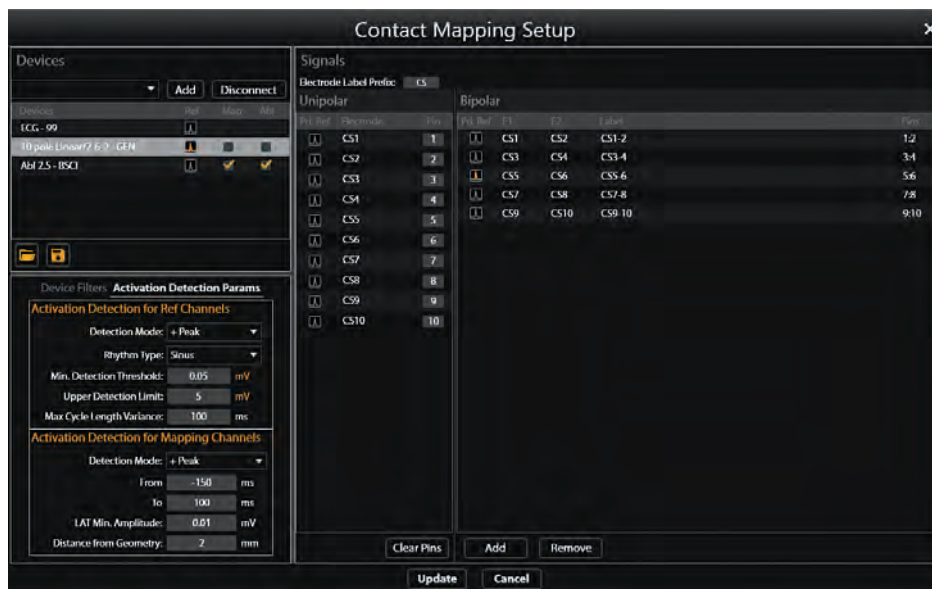 Contact Mapping Setup
Devices
Add Disconnect
Devices Ref Map Abl
ECG - 99
10 pole Linear/2 6 2 - GEN
Abl 2.5 - BSCI
Device Filters Activation Detection Params
Activation Detection for Ref Channels
Detection Mode: + Peak
Rhythm Type: Sinus
Min. Detection Threshold: 0.05 mV
Upper Detection Limit: 5 mV
Max Cycle Length Variance: 100 ms
Activation Detection for Mapping Channels
Detection Mode: + Peak
From -150 ms
To 100 ms
LAT Min. Amplitude: 0.01 mV
Distance from Geometry: 2 mm
Signals
Electrode Label Prefix: CS
Unipolar
Pri. Ref Electrode Pin
CS1 1
CS2 2
CS3 3
CS4 4
CS5 5
CS6 6
CS7 7
CS8 8
CS9 9
CS10 10
Clear Pins
Bipolar
Pri. Ref E1 E2 Label Pins
CS1 CS2 CS1-2 1:2
CS3 CS4 CS3-4 3:4
CS5 CS6 CS5-6 5:6
CS7 CS8 CS7-8 7:8
CS9 CS10 CS9-10 9:10
Add Remove
Update Cancel